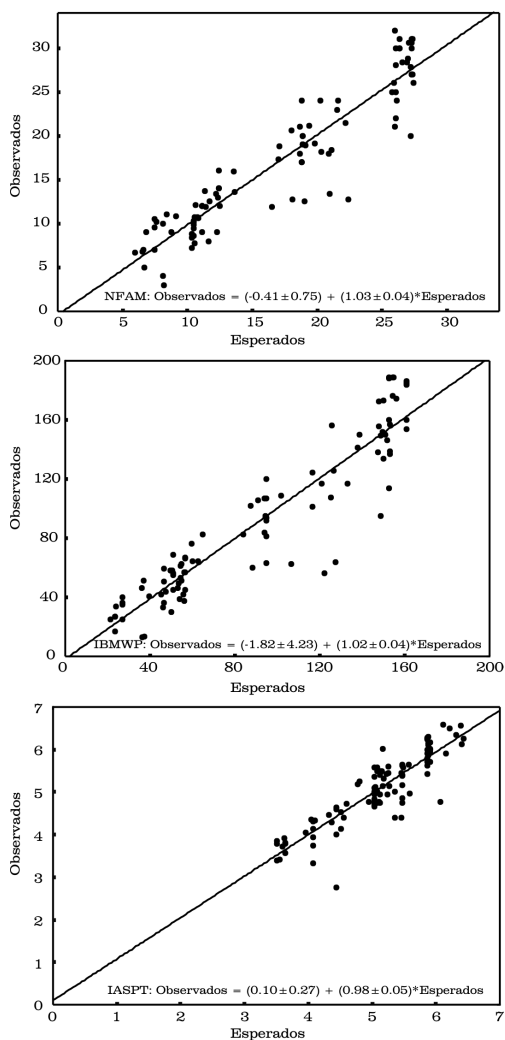 30
25
20
15
10
5
0
Observados
NFAM: Observados = (-0.41±0.75) + (1.03±0.04)*Esperados
0 5 10 15 20 25 30
Esperados
200
160
120
80
40
0
Observados
IBMWP: Observados = (-1.82±4.23) + (1.02±0.04)*Esperados
40 80 120 160 200
Esperados
7
6
5
4
3
2
1
0
Observados
IASPT: Observados = (0.10±0.27) + (0.98±0.05)*Esperados
0 1 2 3 4 5 6 7
Esperados